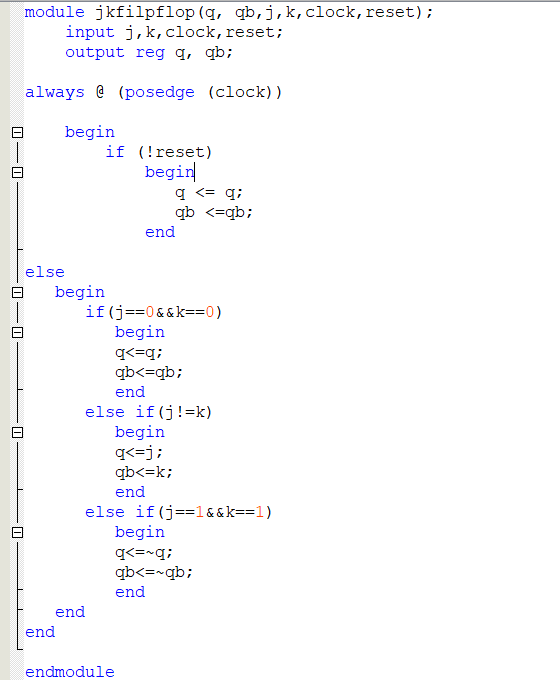 module jkfilpflop(q, qb,j,k,clock,reset);
input j,k,clock,reset;
output reg q, qb;
always @ (posedge (clock))
begin
if (!reset)
begin
q <= q;
qb <=qb;
end
else
begin
if(j==0&&k==0)
begin
q<=q;
qb<=qb;
end
else if(j!=k)
begin
q<=j;
qb<=k;
end
else if(j==1&&k==1)
begin
q<=~q;
qb<=~qb;
end
end
end
endmodule